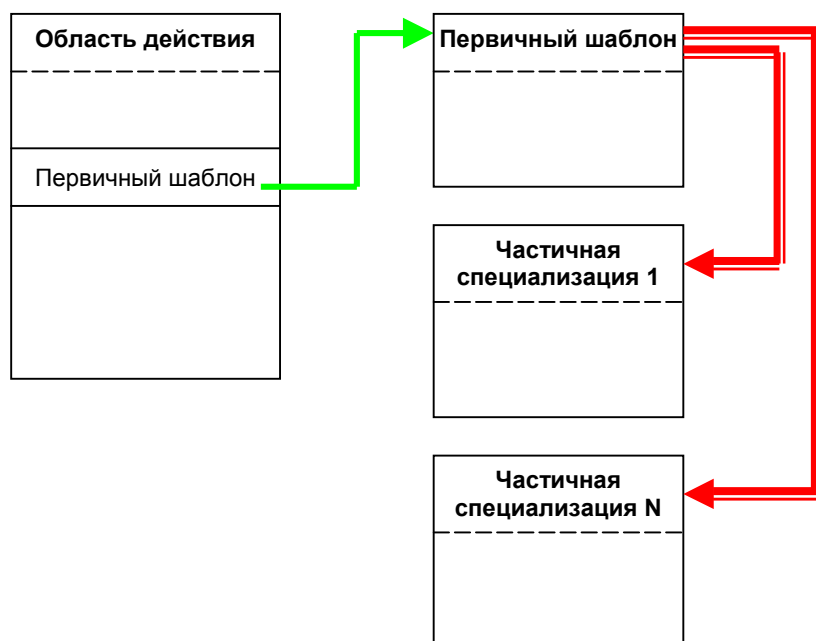 Область действия
Первичный шаблон
Первичный шаблон
Частичная
специализация 1
Частичная
специализация N